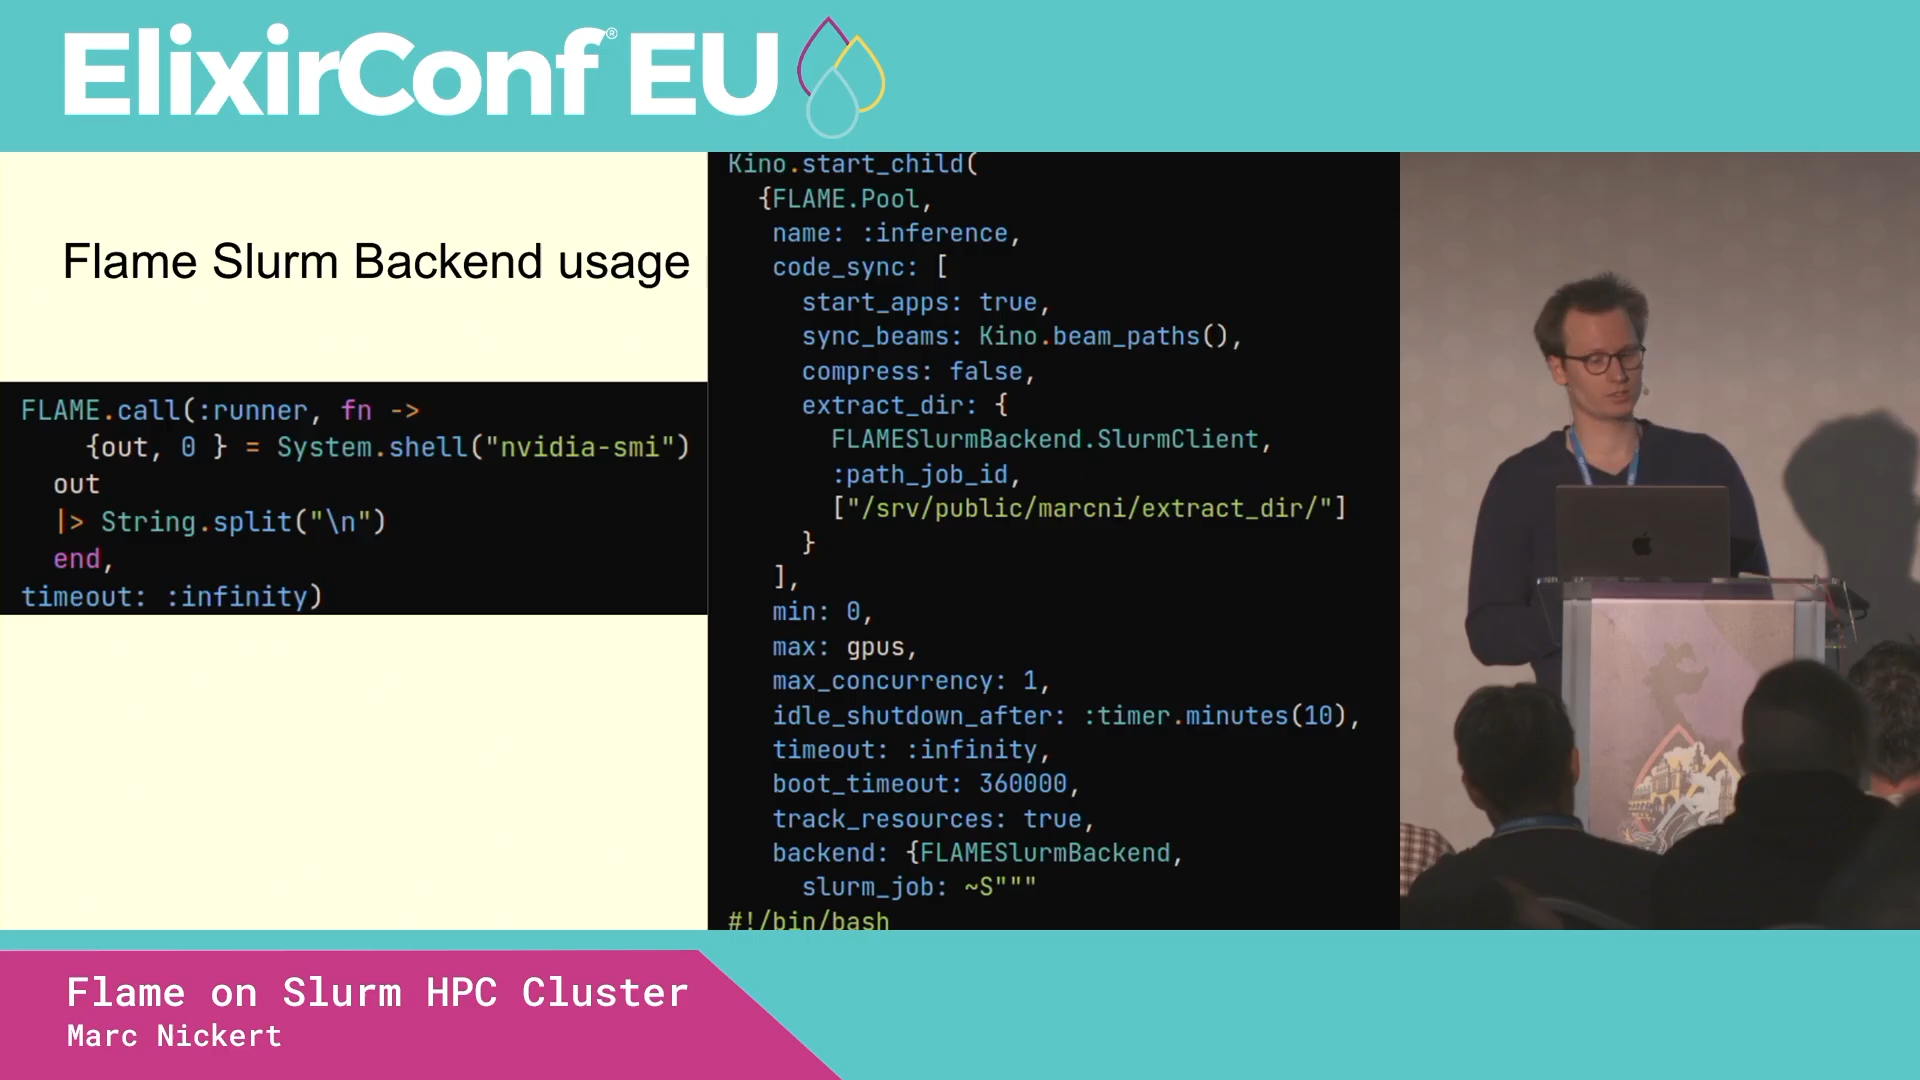 ElixirConf® EU
Flame Slurm Backend usage
FLAME.call(:runner, fn ->
    {out, 0 } = System.shell("nvidia-smi")
  out
  |> String.split("\n")
  end,
timeout: :infinity)
Kino.start_child(
  {FLAME.Pool,
   name: :inference,
   code_sync: [
     start_apps: true,
     sync_beams: Kino.beam_paths(),
     compress: false,
     extract_dir: {
       FLAMESlurmBackend.SlurmClient,
       :path_job_id,
       ["/srv/public/marcni/extract_dir/"]
     }
   ],
   min: 0,
   max: gpus,
   max_concurrency: 1,
   idle_shutdown_after: :timer.minutes(10),
   timeout: :infinity,
   boot_timeout: 360000,
   track_resources: true,
   backend: {FLAMESlurmBackend,
     slurm_job: ~S"""
#!/bin/bash
Flame on Slurm HPC Cluster
Marc Nickert